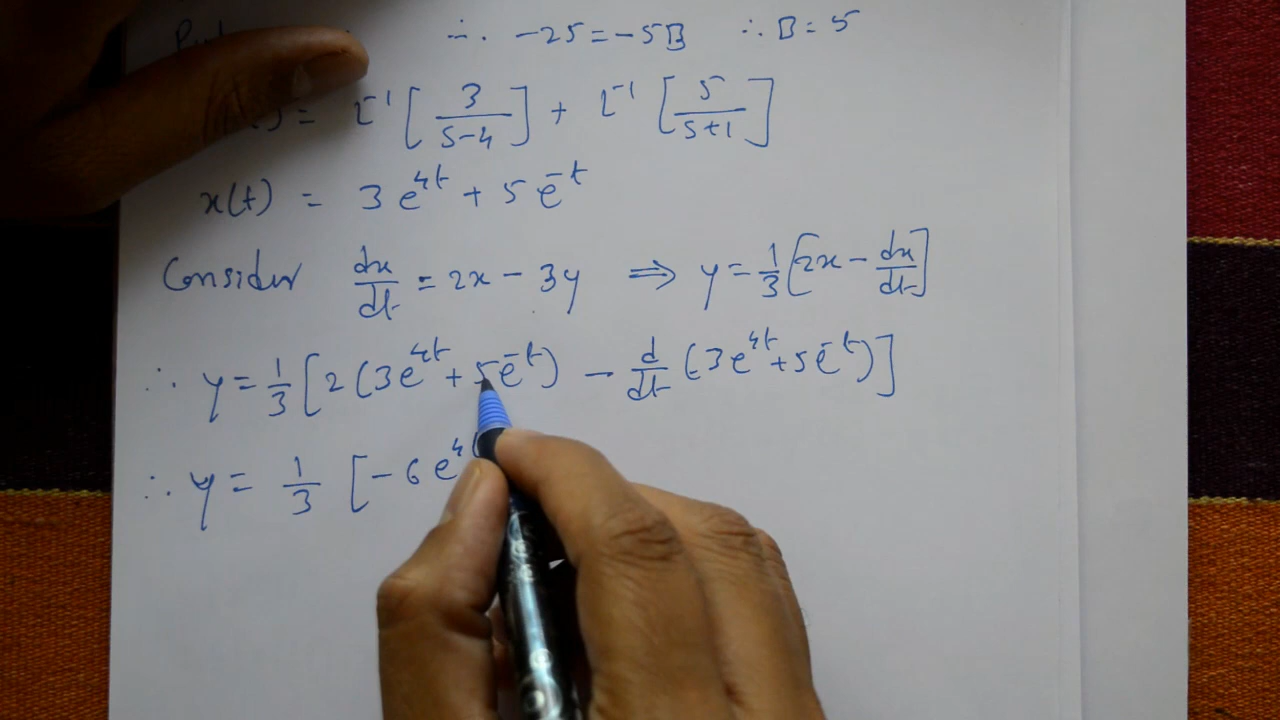 ∴ -25 = -5B ∴ B = 5
= L⁻¹ [ 3/(s-4) ] + L⁻¹ [ 5/(s+1) ]
x(t) = 3e^{4t} + 5e^{-t}
Consider dx/dt = 2x - 3y ⇒ y = 1/3 [2x - dx/dt]
∴ y = 1/3 [2(3e^{4t} + 5e^{-t}) - d/dt (3e^{4t} + 5e^{-t})]
∴ y = 1/3 [-6e^{4t}